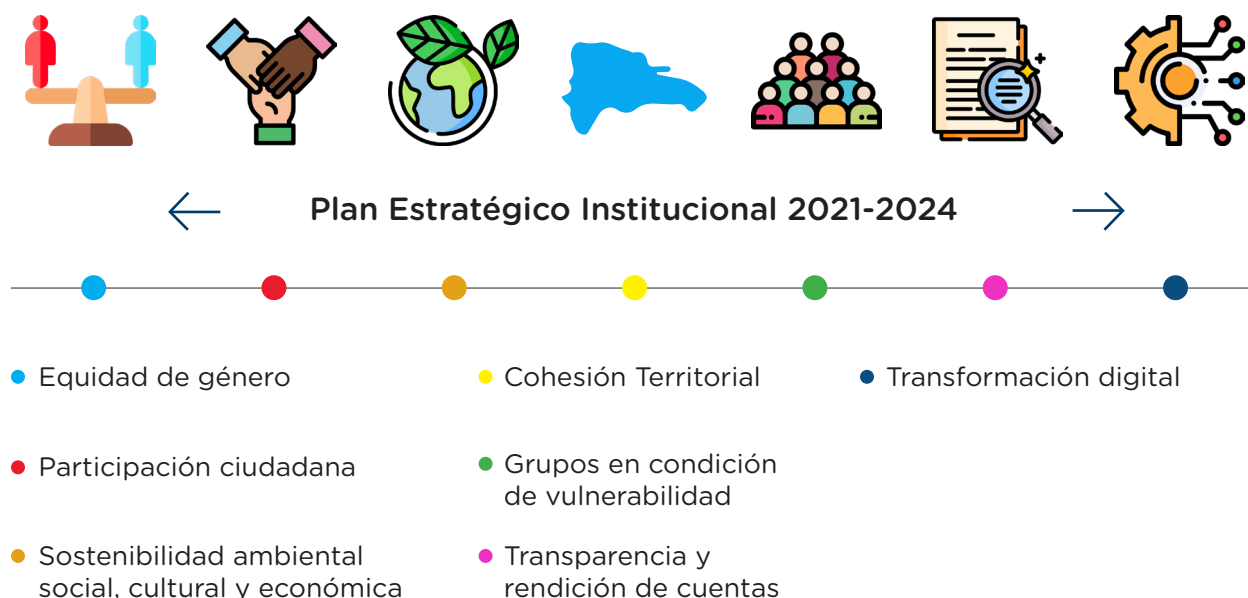 Plan Estratégico Institucional 2021-2024
Equidad de género
Participación ciudadana
Sostenibilidad ambiental
social, cultural y económica
Cohesión Territorial
Grupos en condición
de vulnerabilidad
Transparencia y
rendición de cuentas
Transformación digital